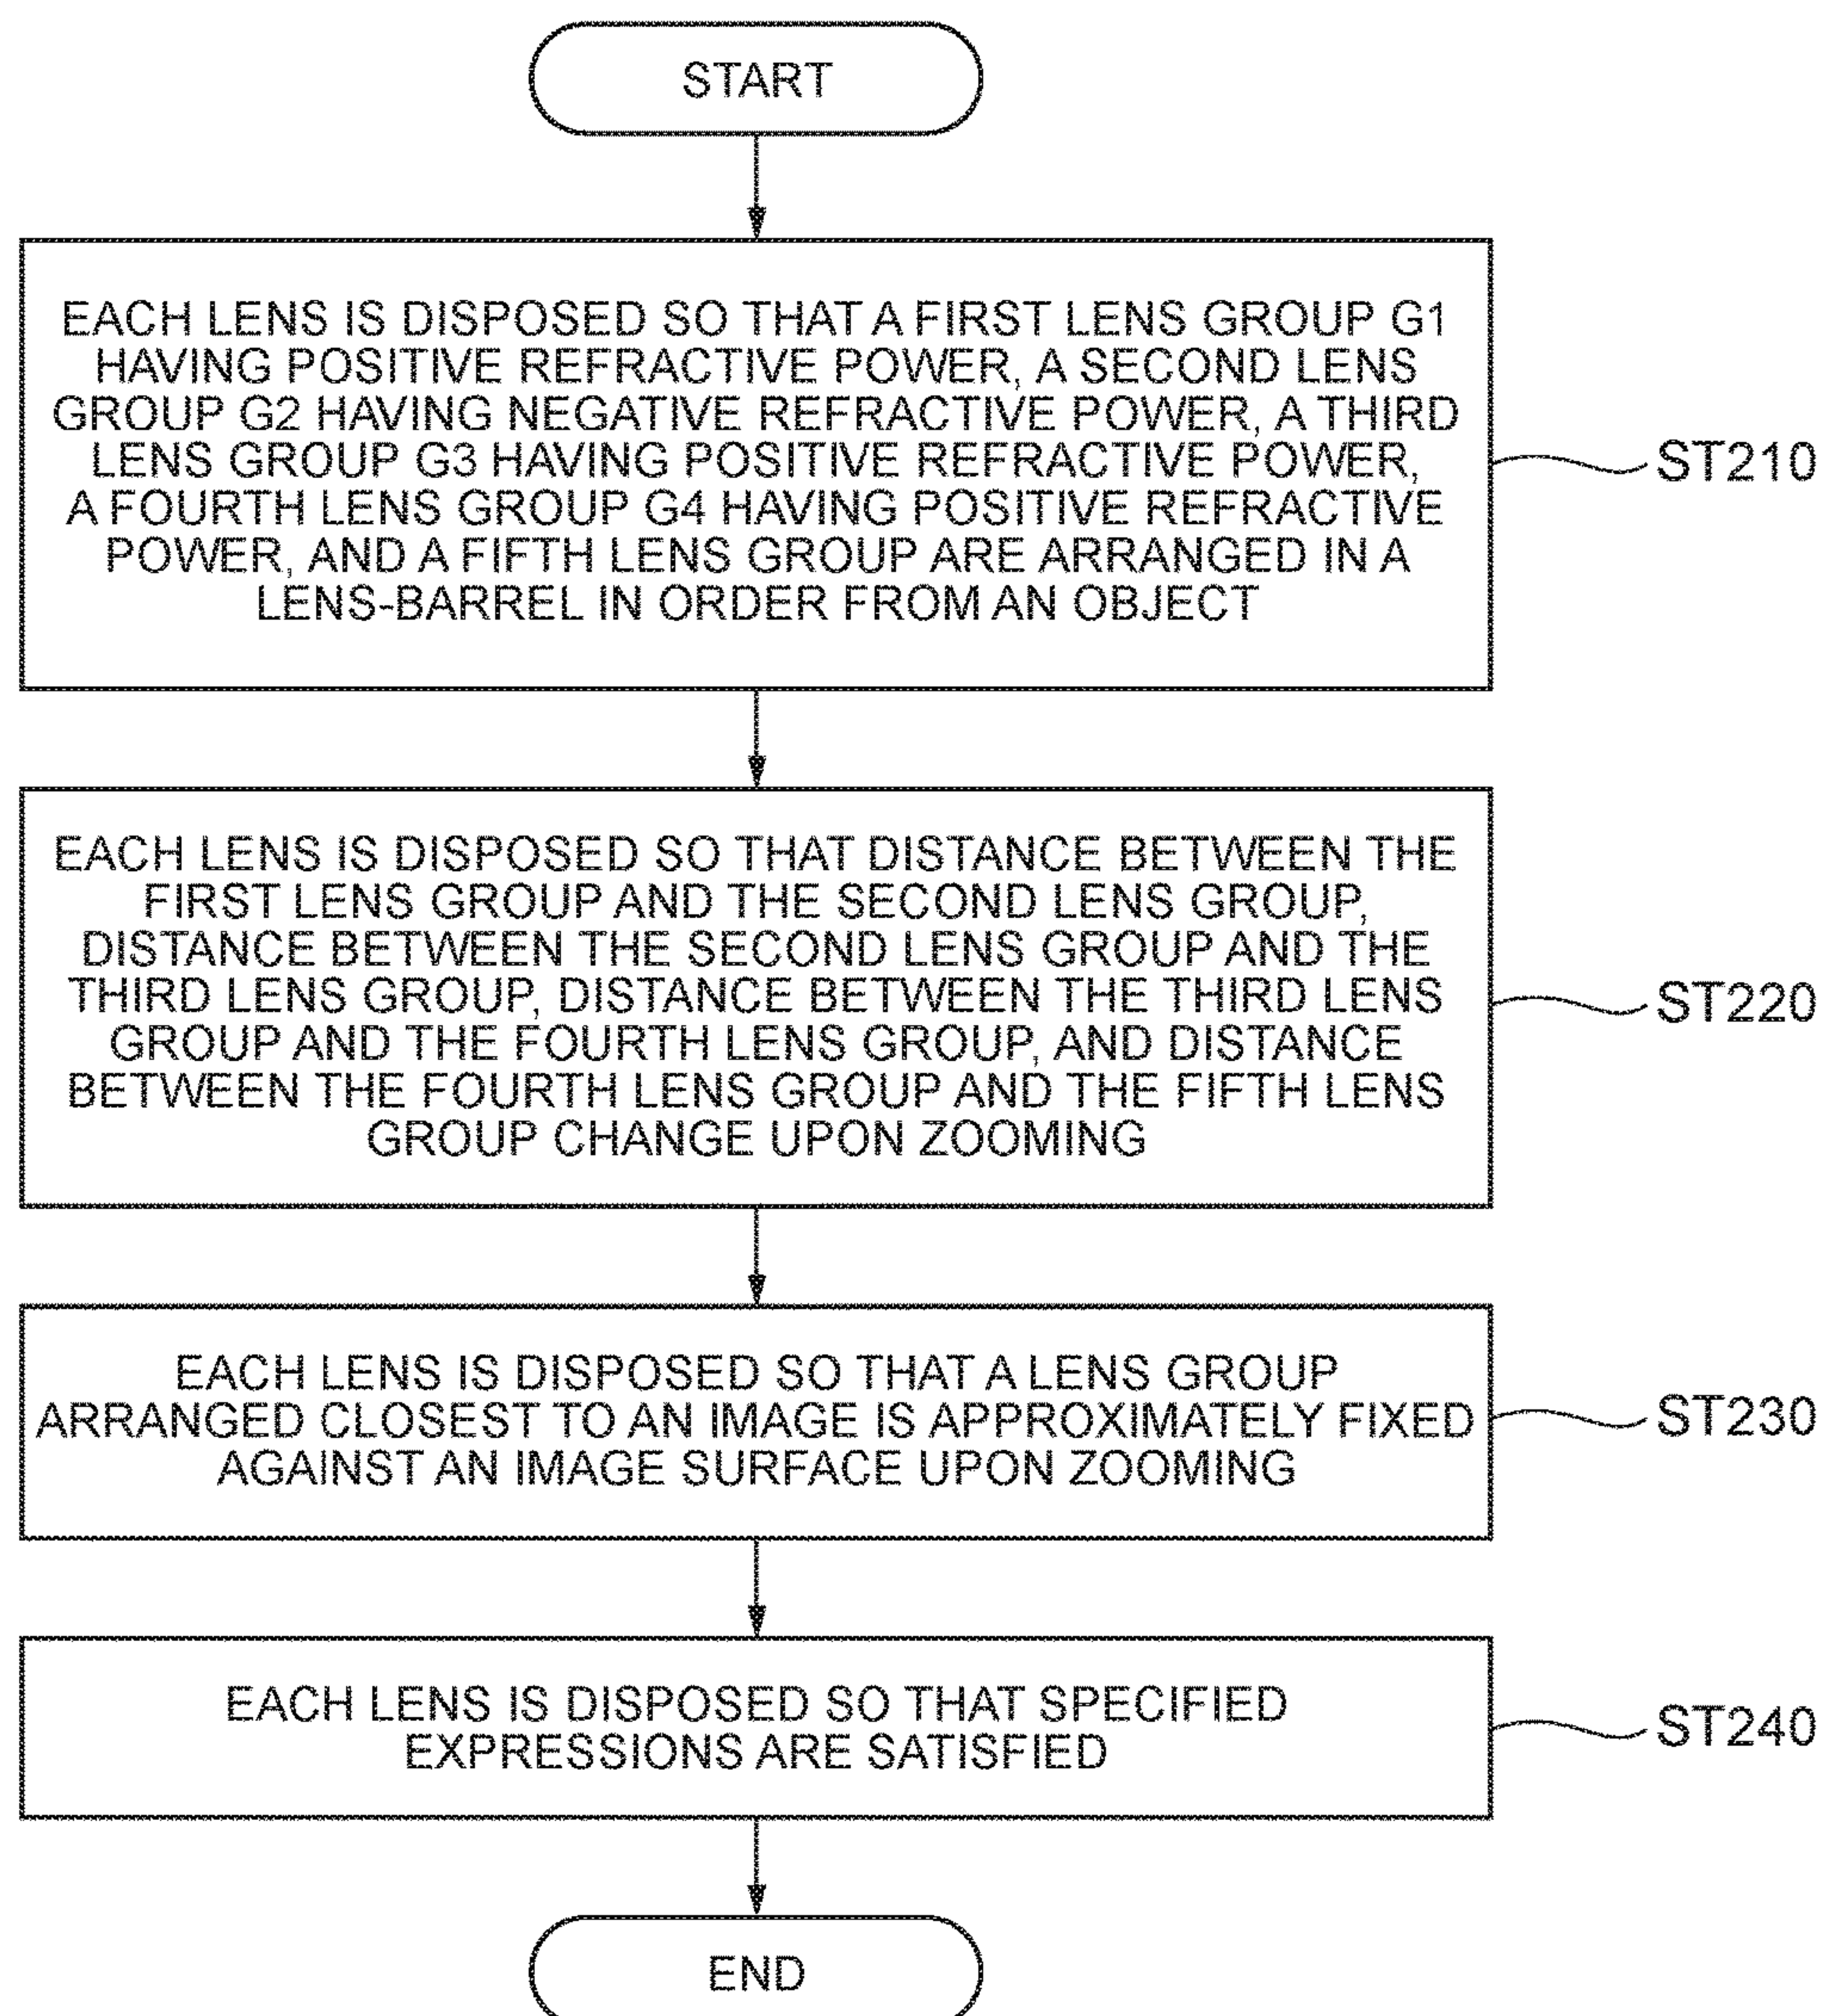 START
EACH LENS IS DISPOSED SO THAT A FIRST LENS GROUP G1
HAVING POSITIVE REFRACTIVE POWER, A SECOND LENS
GROUP G2 HAVING NEGATIVE REFRACTIVE POWER, A THIRD
LENS GROUP G3 HAVING POSITIVE REFRACTIVE POWER,
A FOURTH LENS GROUP G4 HAVING POSITIVE REFRACTIVE
POWER, AND A FIFTH LENS GROUP ARE ARRANGED IN A
LENS-BARREL IN ORDER FROM AN OBJECT
ST210
EACH LENS IS DISPOSED SO THAT DISTANCE BETWEEN THE
FIRST LENS GROUP AND THE SECOND LENS GROUP,
DISTANCE BETWEEN THE SECOND LENS GROUP AND THE
THIRD LENS GROUP, DISTANCE BETWEEN THE THIRD LENS
GROUP AND THE FOURTH LENS GROUP, AND DISTANCE
BETWEEN THE FOURTH LENS GROUP AND THE FIFTH LENS
GROUP CHANGE UPON ZOOMING
ST220
EACH LENS IS DISPOSED SO THAT A LENS GROUP
ARRANGED CLOSEST TO AN IMAGE IS APPROXIMATELY FIXED
AGAINST AN IMAGE SURFACE UPON ZOOMING
ST230
EACH LENS IS DISPOSED SO THAT SPECIFIED
EXPRESSIONS ARE SATISFIED
ST240
END